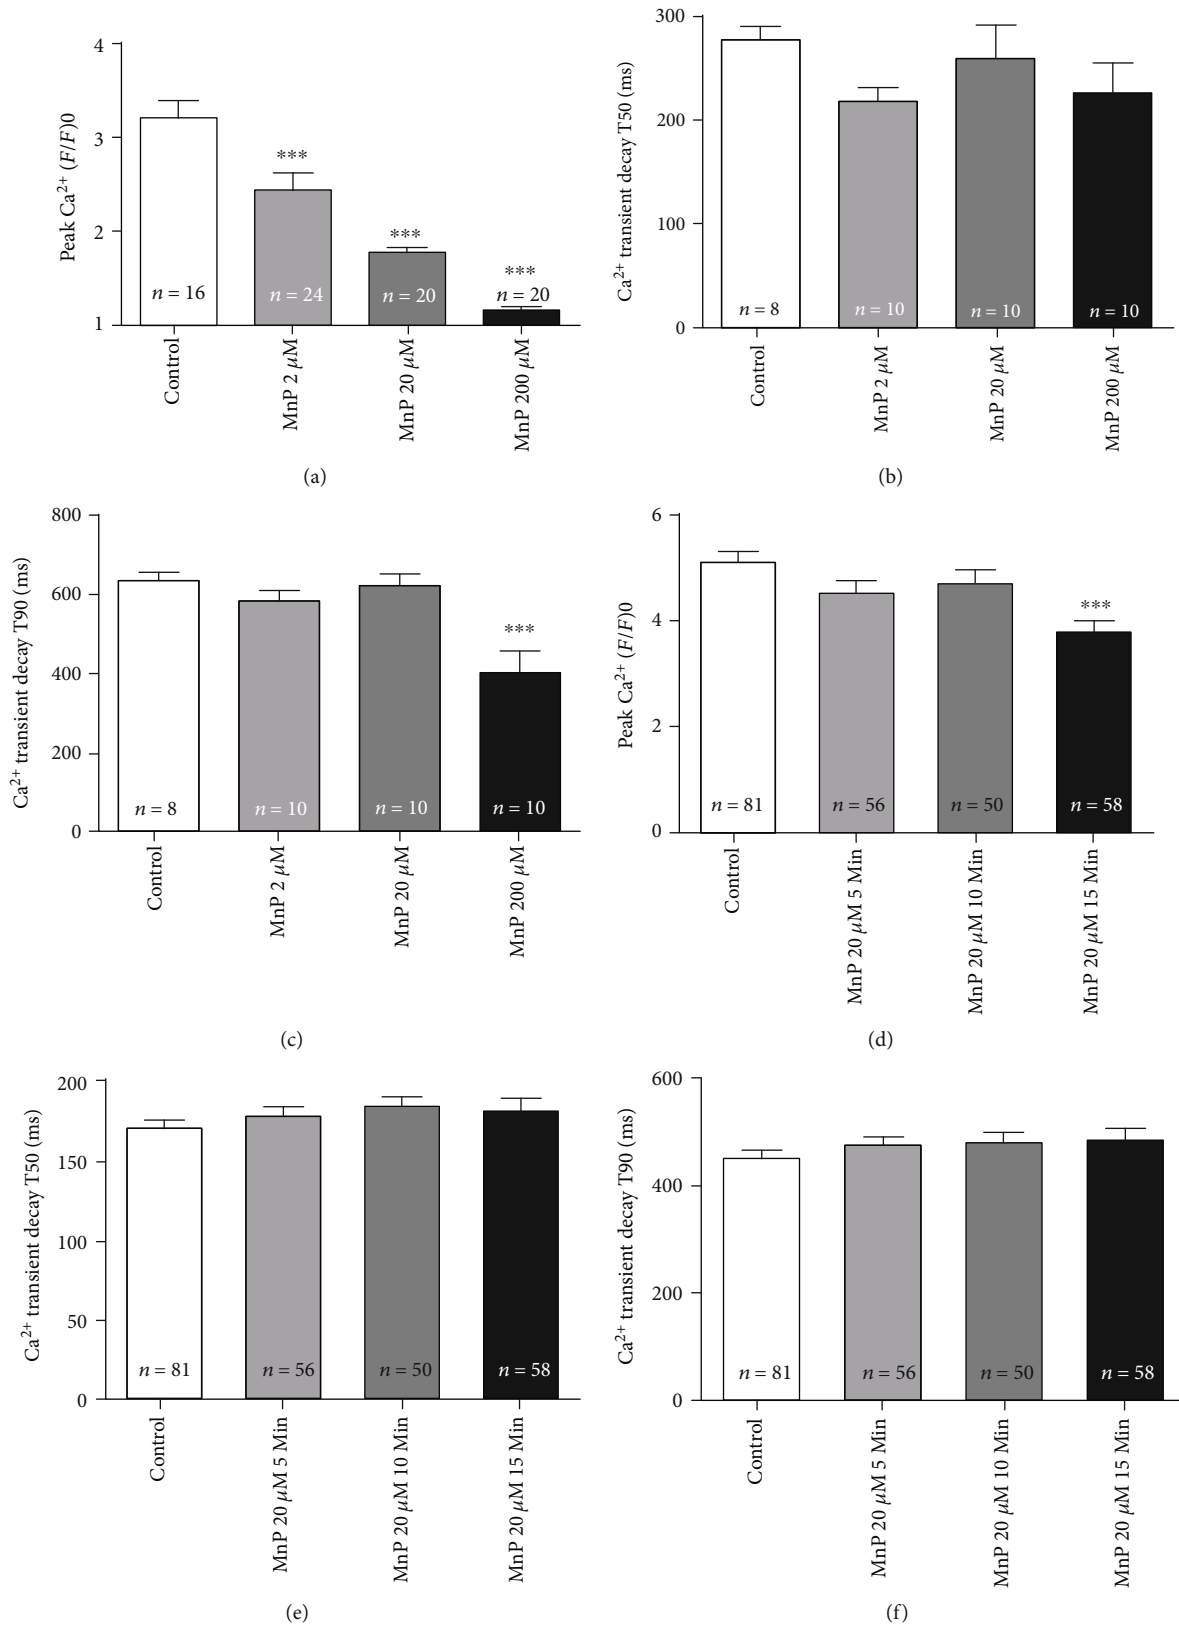 4
3
2
1
Peak Ca²⁺ (F/F)0
***
***
***
n = 16
n = 24
n = 20
n = 20
Control
MnP 2 μM
MnP 20 μM
MnP 200 μM
(a)
300
200
100
0
Ca²⁺ transient decay T50 (ms)
n = 8
n = 10
n = 10
n = 10
Control
MnP 2 μM
MnP 20 μM
MnP 200 μM
(b)
800
600
400
200
0
Ca²⁺ transient decay T90 (ms)
***
n = 8
n = 10
n = 10
n = 10
Control
MnP 2 μM
MnP 20 μM
MnP 200 μM
(c)
6
4
2
0
Peak Ca²⁺ (F/F)0
***
n = 81
n = 56
n = 50
n = 58
Control
MnP 20 μM 5 Min
MnP 20 μM 10 Min
MnP 20 μM 15 Min
(d)
200
150
100
50
0
Ca²⁺ transient decay T50 (ms)
n = 81
n = 56
n = 50
n = 58
Control
MnP 20 μM 5 Min
MnP 20 μM 10 Min
MnP 20 μM 15 Min
(e)
600
400
200
0
Ca²⁺ transient decay T90 (ms)
n = 81
n = 56
n = 50
n = 58
Control
MnP 20 μM 5 Min
MnP 20 μM 10 Min
MnP 20 μM 15 Min
(f)